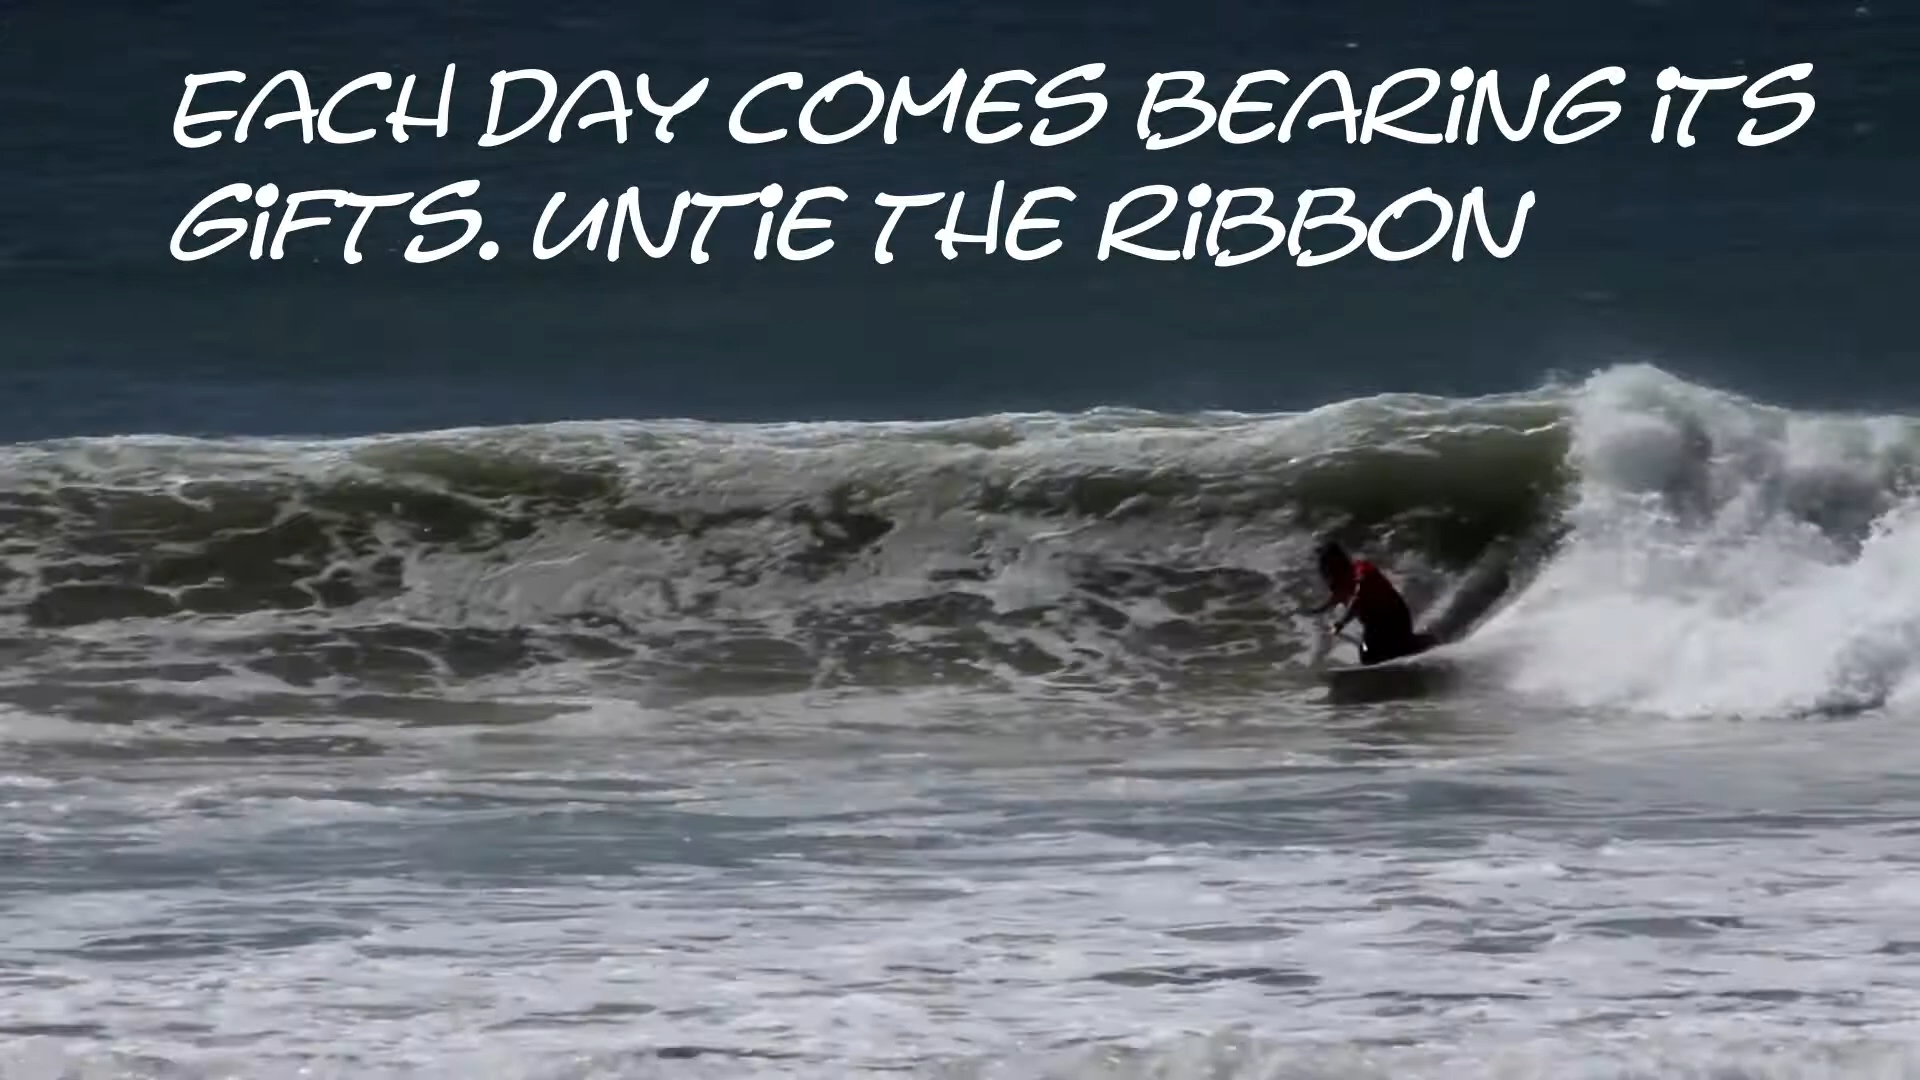 EACH DAY COMES BEARING ITS
GIFTS. UNTIE THE RIBBON